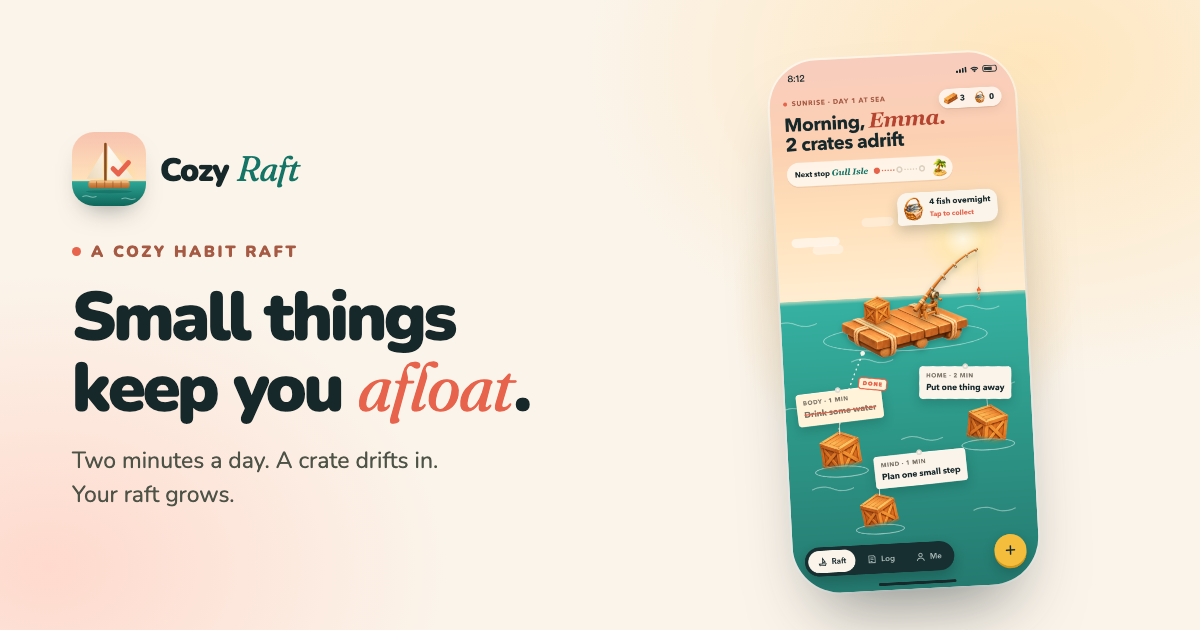 Cozy Raft
A COZY HABIT RAFT
Small things
keep you afloat.
Two minutes a day. A crate drifts in.
Your raft grows.
8:12
SUNRISE · DAY 1 AT SEA
3 0
Morning, Emma.
2 crates adrift
Next stop Gull Isle
4 fish overnight
Tap to collect
DONE
BODY · 1 MIN
Drink some water
HOME · 2 MIN
Put one thing away
MIND · 1 MIN
Plan one small step
Raft Log Me
+